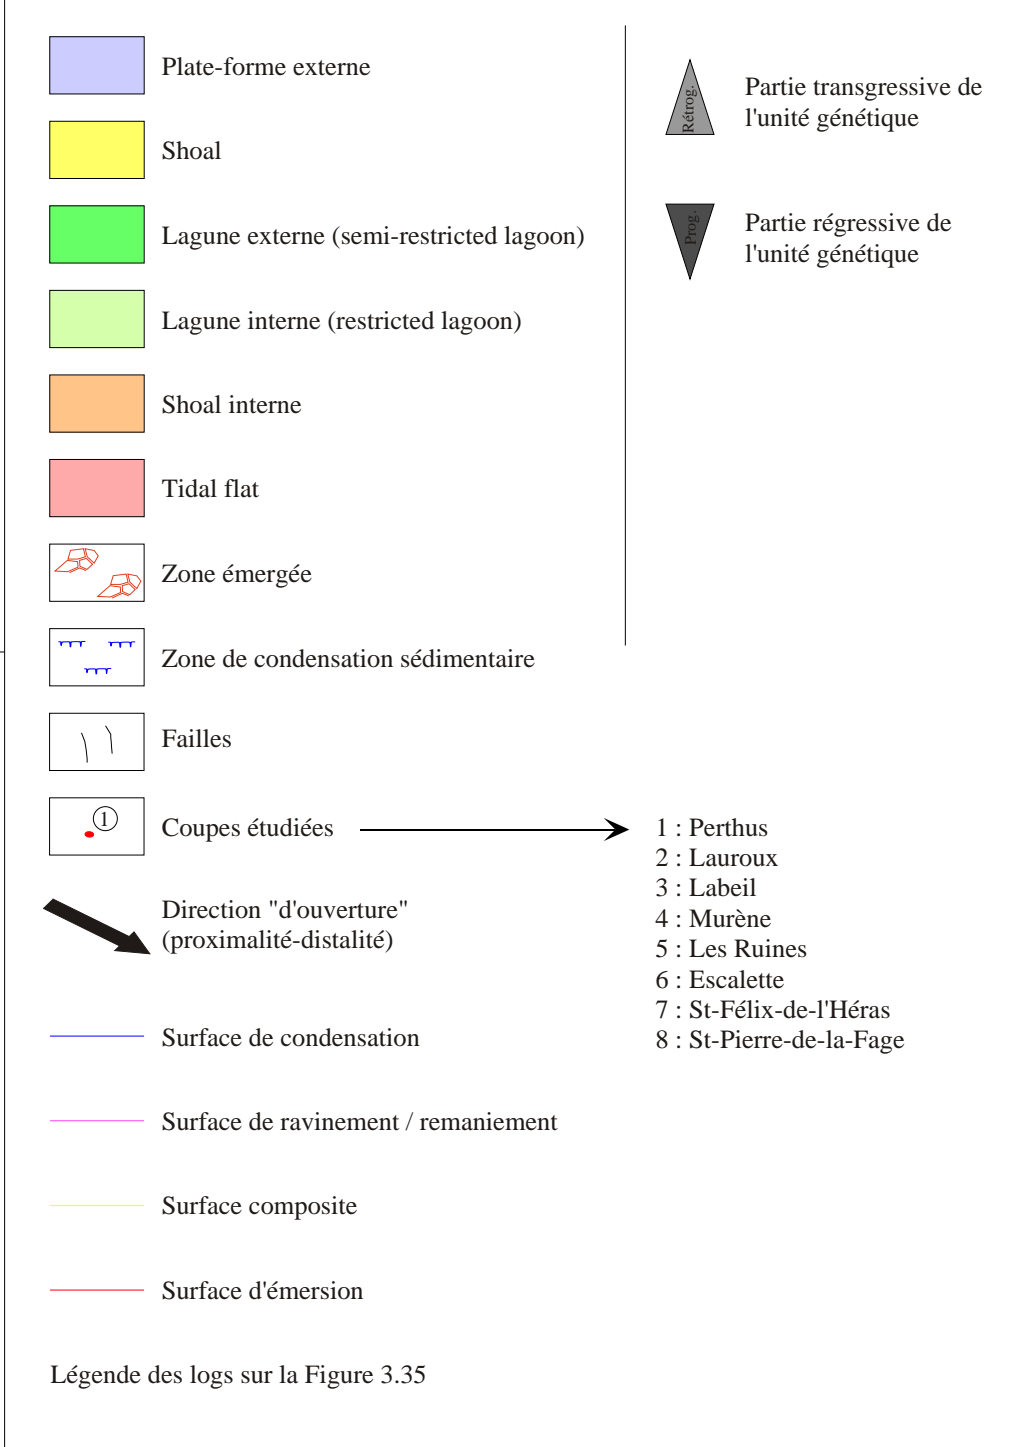 Plate-forme externe
Shoal
Lagune externe (semi-restricted lagoon)
Lagune interne (restricted lagoon)
Shoal interne
Tidal flat
Zone émergée
Zone de condensation sédimentaire
Failles
1
Coupes étudiées
Direction "d'ouverture"
(proximalité-distalité)
Surface de condensation
Surface de ravinement / remaniement
Surface composite
Surface d'émersion
Légende des logs sur la Figure 3.35
Rétrog.
Partie transgressive de
l'unité génétique
Prog.
Partie régressive de
l'unité génétique
1 : Perthus
2 : Lauroux
3 : Labeil
4 : Murène
5 : Les Ruines
6 : Escalette
7 : St-Félix-de-l'Héras
8 : St-Pierre-de-la-Fage